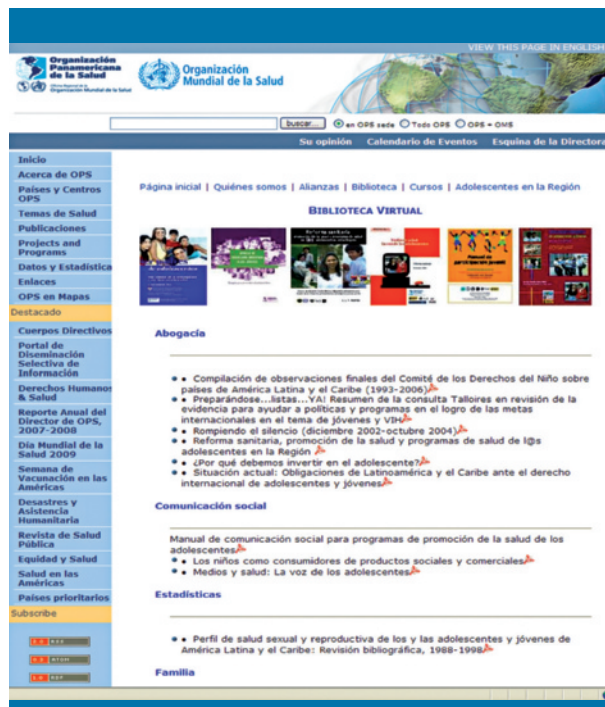 VIEW THIS PAGE IN ENGLISH
Organización
Panamericana
de la Salud
Oficina Regional de la
Organización Mundial de la Salud
Organización
Mundial de la Salud
buscar...
en OPS sede Todo OPS OPS + OMS
Su opinión Calendario de Eventos Esquina de la Directora
Inicio
Acerca de OPS
Países y Centros
OPS
Temas de Salud
Publicaciones
Projects and
Programs
Datos y Estadística
Enlaces
OPS en Mapas
Destacado
Cuerpos Directivos
Portal de
Diseminación
Selectiva de
Información
Derechos Humanos
& Salud
Reporte Anual del
Director de OPS,
2007-2008
Día Mundial de la
Salud 2009
Semana de
Vacunación en las
Américas
Desastres y
Asistencia
Humanitaria
Revista de Salud
Pública
Equidad y Salud
Salud en las
Américas
Países prioritarios
Subscribe
Página inicial | Quiénes somos | Alianzas | Biblioteca | Cursos | Adolescentes en la Región
BIBLIOTECA VIRTUAL
de adolescentes
Reforma sanitaria,
Manual de
participación juvenil
Abogacía
• • Compilación de observaciones finales del Comité de los Derechos del Niño sobre
países de América Latina y el Caribe (1993-2006)
• • Preparándose...listas...YA! Resumen de la consulta Talloires en revisión de la
evidencia para ayudar a políticas y programas en el logro de las metas
internacionales en el tema de jóvenes y VIH
• • Rompiendo el silencio (diciembre 2002-octubre 2004)
• • Reforma sanitaria, promoción de la salud y programas de salud de l@s
adolescentes en la Región
• • ¿Por qué debemos invertir en el adolescente?
• • Situación actual: Obligaciones de Latinoamérica y el Caribe ante el derecho
internacional de adolescentes y jóvenes
Comunicación social
Manual de comunicación social para programas de promoción de la salud de los
adolescentes
• • Los niños como consumidores de productos sociales y comerciales
• • Medios y salud: La voz de los adolescentes
Estadísticas
• • Perfil de salud sexual y reproductiva de los y las adolescentes y jóvenes de
América Latina y el Caribe: Revisión bibliográfica, 1988-1998
Familia